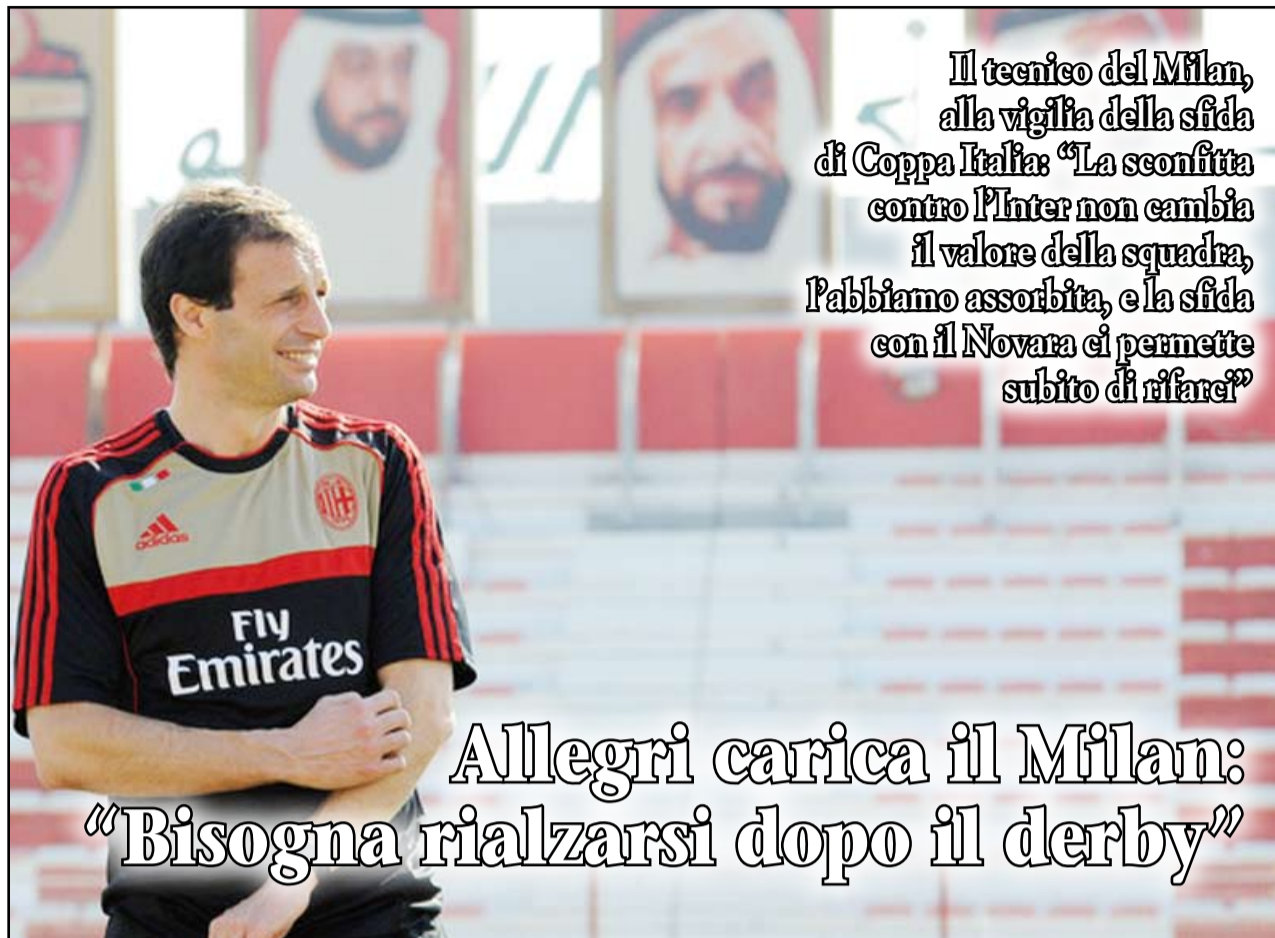 Il tecnico del Milan,
alla vigilia della sfida
di Coppa Italia: “La sconfitta
contro l’Inter non cambia
il valore della squadra,
l’abbiamo assorbita, e la sfida
con il Novara ci permette
subito di rifarci”
adidas
Fly
Emirates
Allegri carica il Milan:
“Bisogna rialzarsi dopo il derby”